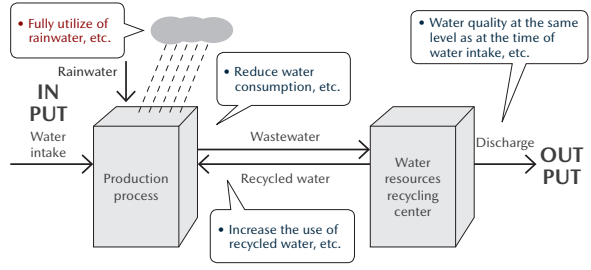 • Fully utilize of
rainwater, etc.
• Water quality at the same
level as at the time of
water intake, etc.
Rainwater
• Reduce water
consumption, etc.
IN
PUT
Water
intake
Wastewater
Discharge
OUT
PUT
Production
process
Recycled water
Water
resources
recycling
center
• Increase the use of
recycled water, etc.